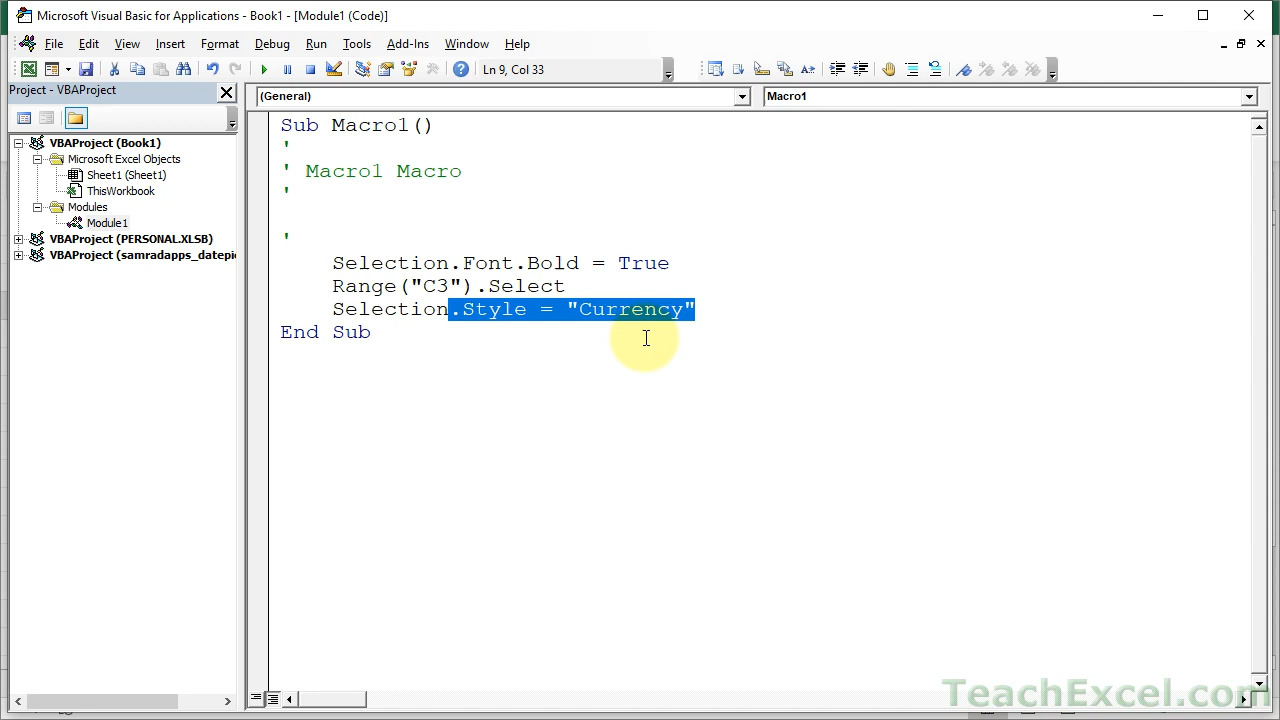 Microsoft Visual Basic for Applications - Book1 - [Module1 (Code)]
File Edit View Insert Format Debug Run Tools Add-Ins Window Help
Ln 9, Col 33
Project - VBAProject
(General)
Macro1
VBAProject (Book1)
Microsoft Excel Objects
Sheet1 (Sheet1)
ThisWorkbook
Modules
Module1
VBAProject (PERSONAL.XLSB)
VBAProject (samradapps_datepi
Sub Macro1()
'
' Macro1 Macro
'
'
Selection.Font.Bold = True
Range("C3").Select
Selection.Style = "Currency"
End Sub
TeachExcel.com